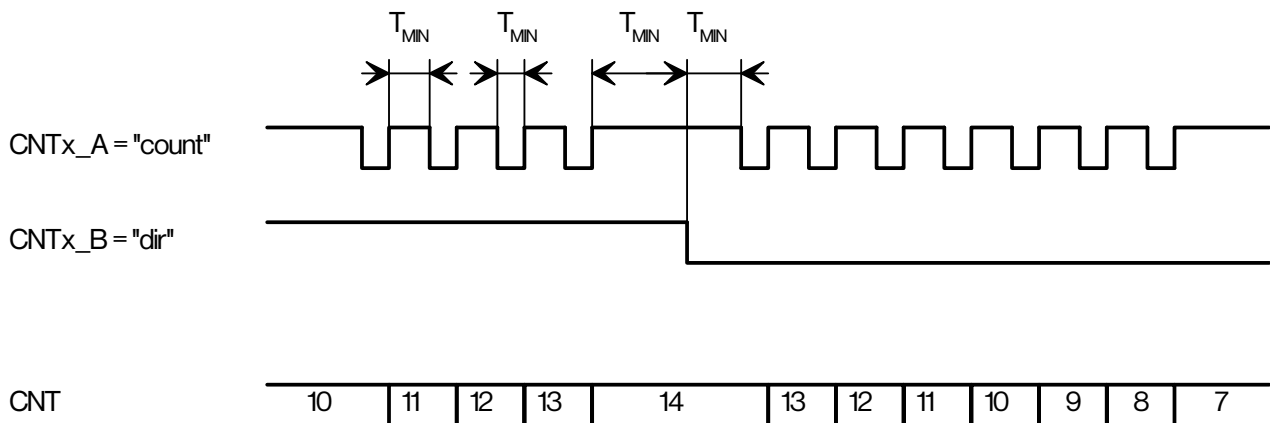 T_MIN T_MIN T_MIN T_MIN
CNTx_A = "count"
CNTx_B = "dir"
CNT 10 11 12 13 14 13 12 11 10 9 8 7